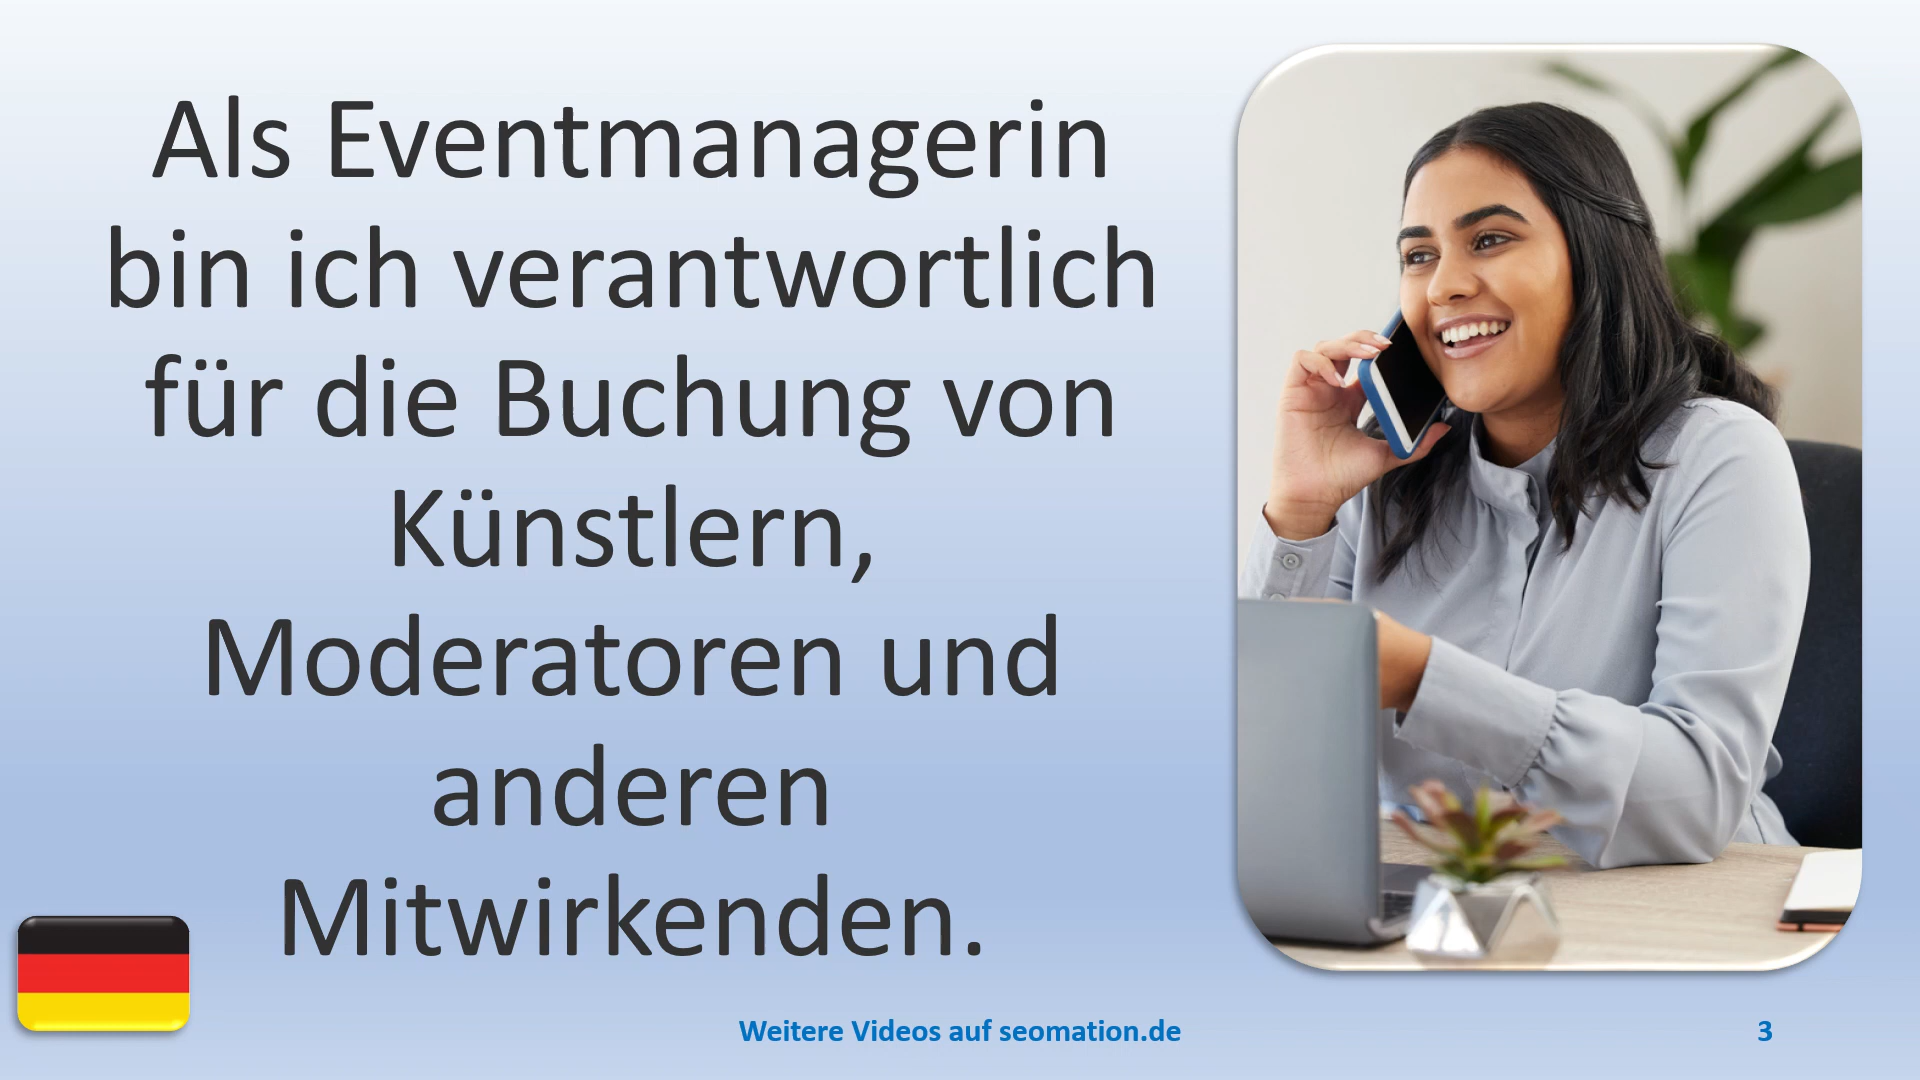 Als Eventmanagerin
bin ich verantwortlich
für die Buchung von
Künstlern,
Moderatoren und
anderen
Mitwirkenden.
Weitere Videos auf seomation.de
3